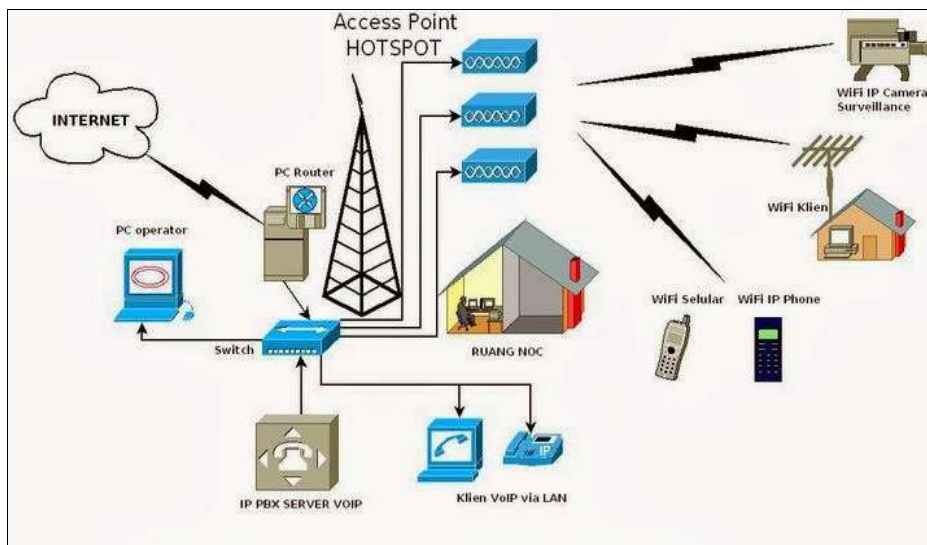 Access Point
HOTSPOT
WiFi IP Camera
Surveillance
INTERNET
PC Router
WiFi Klien
PC operator
WiFi Selular
WiFi IP Phone
Switch
RUANG NOC
IP
IP PBX SERVER VOIP
Klien VoIP via LAN